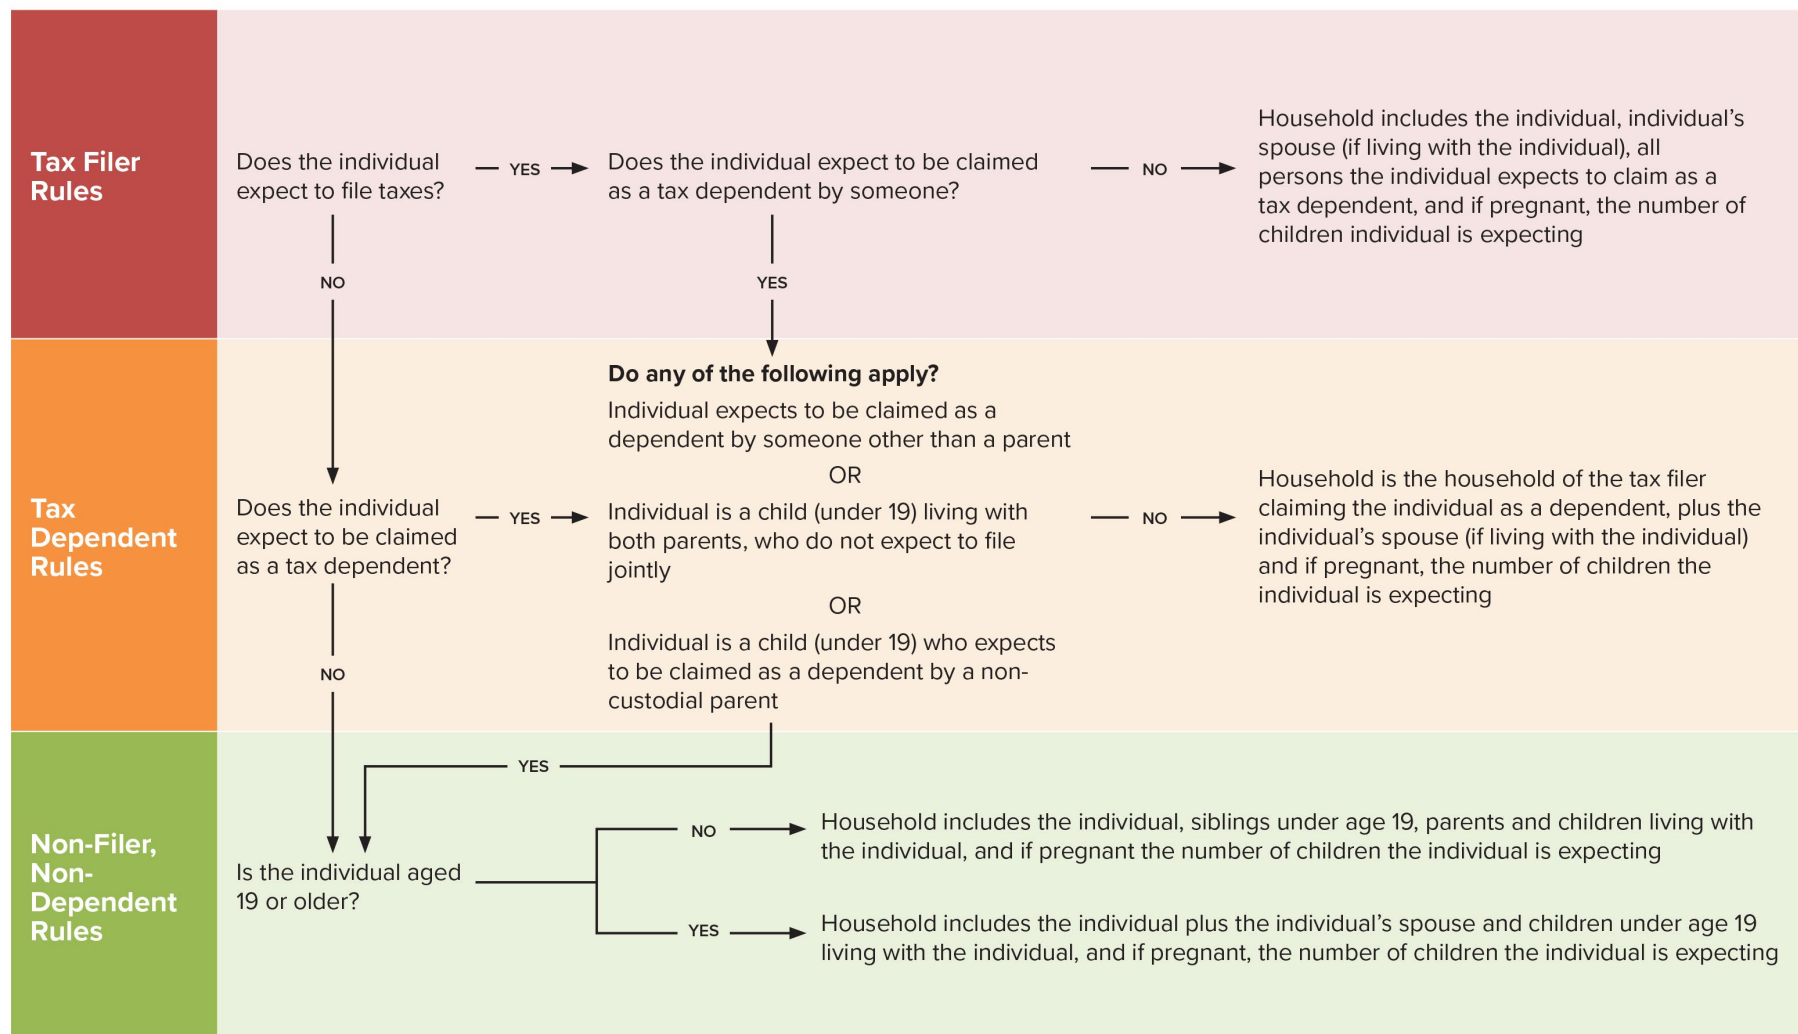 Tax Filer
Rules
Does the individual
expect to file taxes?
YES
Does the individual expect to be claimed
as a tax dependent by someone?
NO
Household includes the individual, individual’s
spouse (if living with the individual), all
persons the individual expects to claim as a
tax dependent, and if pregnant, the number of
children individual is expecting
NO
YES
Tax
Dependent
Rules
Does the individual
expect to be claimed
as a tax dependent?
YES
Do any of the following apply?
Individual expects to be claimed as a
dependent by someone other than a parent
OR
Individual is a child (under 19) living with
both parents, who do not expect to file
jointly
OR
Individual is a child (under 19) who expects
to be claimed as a dependent by a non-
custodial parent
NO
Household is the household of the tax filer
claiming the individual as a dependent, plus the
individual’s spouse (if living with the individual)
and if pregnant, the number of children the
individual is expecting
NO
YES
Non-Filer,
Non-
Dependent
Rules
Is the individual aged
19 or older?
NO
Household includes the individual, siblings under age 19, parents and children living with
the individual, and if pregnant the number of children the individual is expecting
YES
Household includes the individual plus the individual’s spouse and children under age 19
living with the individual, and if pregnant, the number of children the individual is expecting